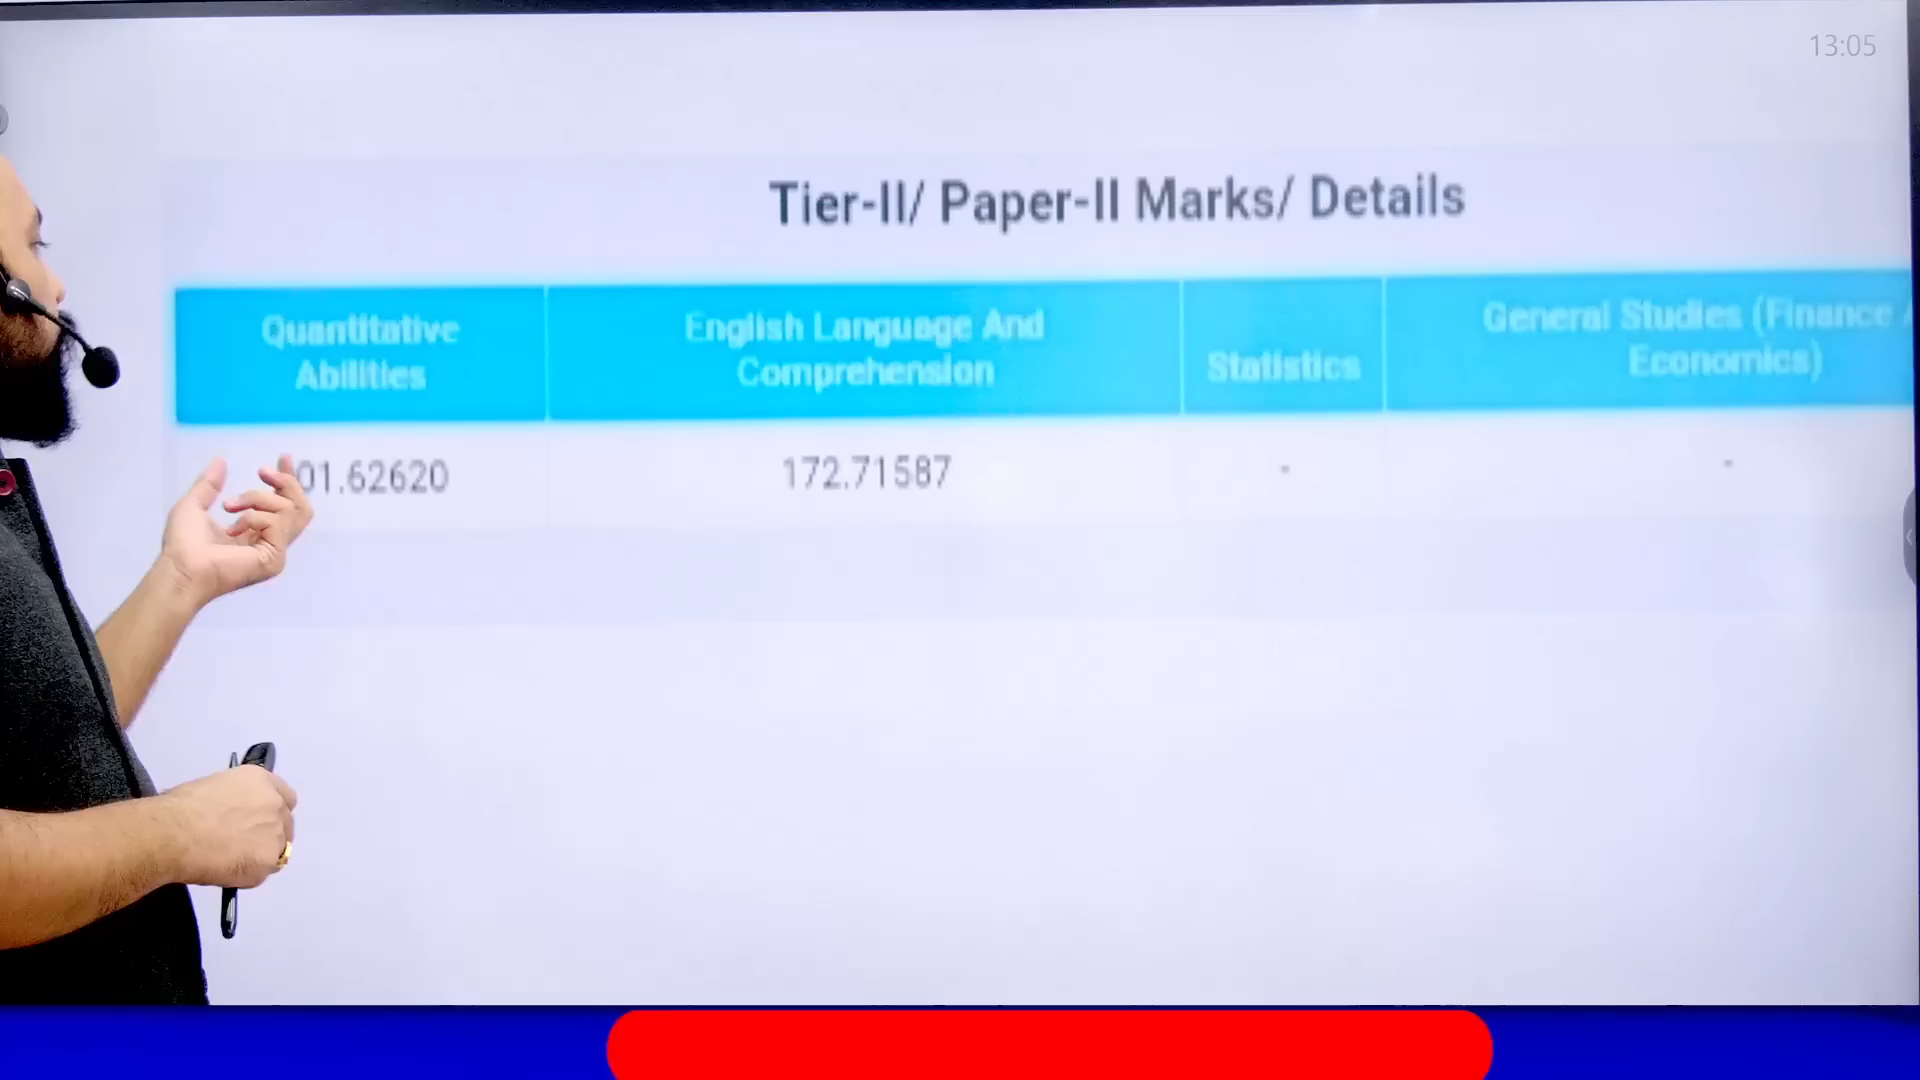 13:05
Tier-II/ Paper-II Marks/ Details
Quantitative
Abilities
English Language And
Comprehension
Statistics
General Studies (Finance
Economics)
01.62620
172.71587
-
-